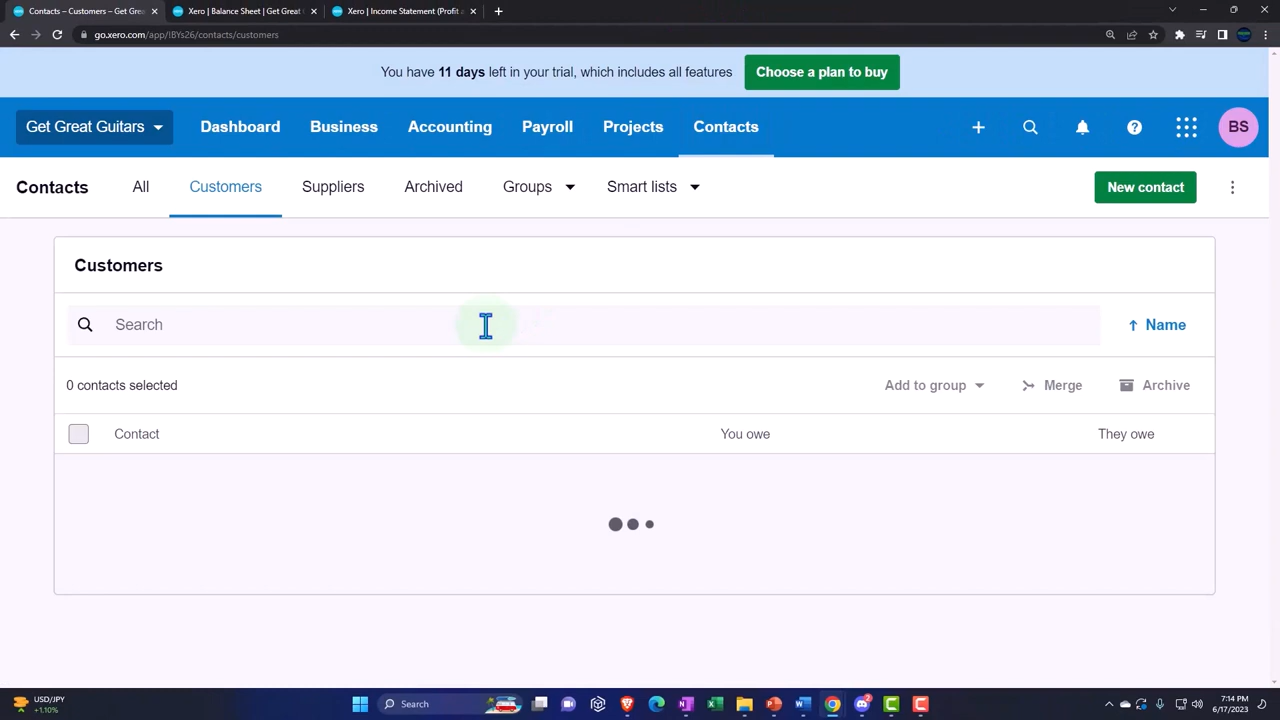 Contacts – Customers – Get Grea
Xero | Balance Sheet | Get Great G
Xero | Income Statement (Profit a
go.xero.com/app/!BYs26/contacts/customers
You have 11 days left in your trial, which includes all features
Choose a plan to buy
Get Great Guitars
Dashboard
Business
Accounting
Payroll
Projects
Contacts
BS
Contacts
All
Customers
Suppliers
Archived
Groups
Smart lists
New contact
Customers
Search
Name
0 contacts selected
Add to group
Merge
Archive
Contact
You owe
They owe
USD/JPY
+1.10%
Search
7:14 PM
6/17/2023